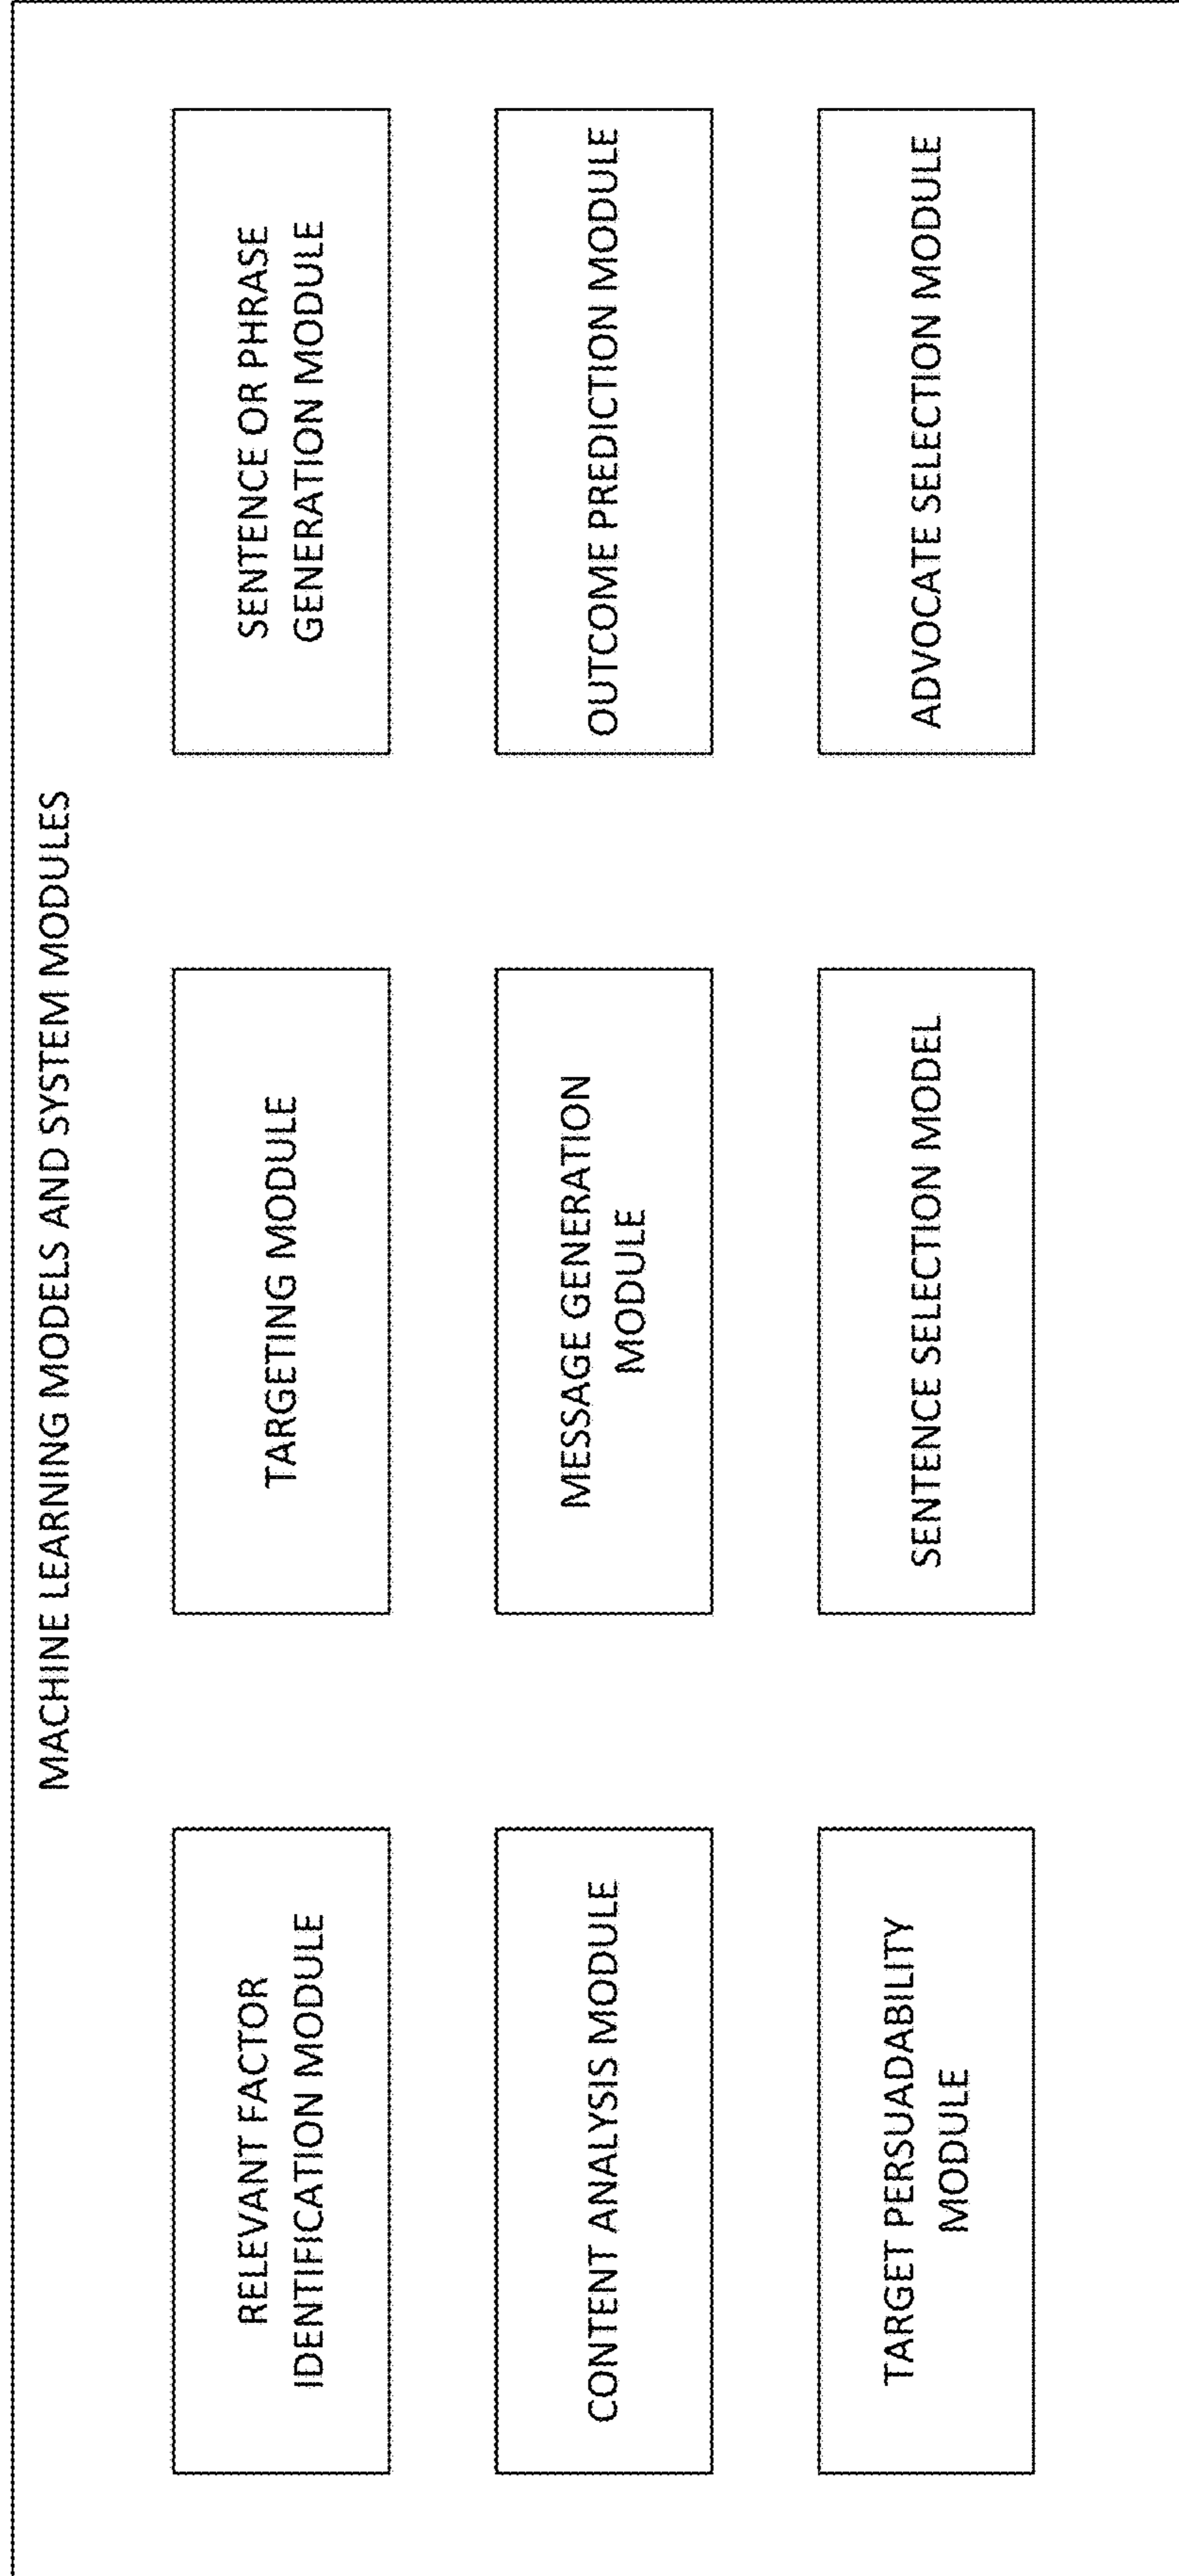 MACHINE LEARNING MODELS AND SYSTEM MODULES
RELEVANT FACTOR
IDENTIFICATION MODULE
TARGETING MODULE
SENTENCE OR PHRASE
GENERATION MODULE
CONTENT ANALYSIS MODULE
MESSAGE GENERATION
MODULE
OUTCOME PREDICTION MODULE
TARGET PERSUADABILITY
MODULE
SENTENCE SELECTION MODEL
ADVOCATE SELECTION MODULE